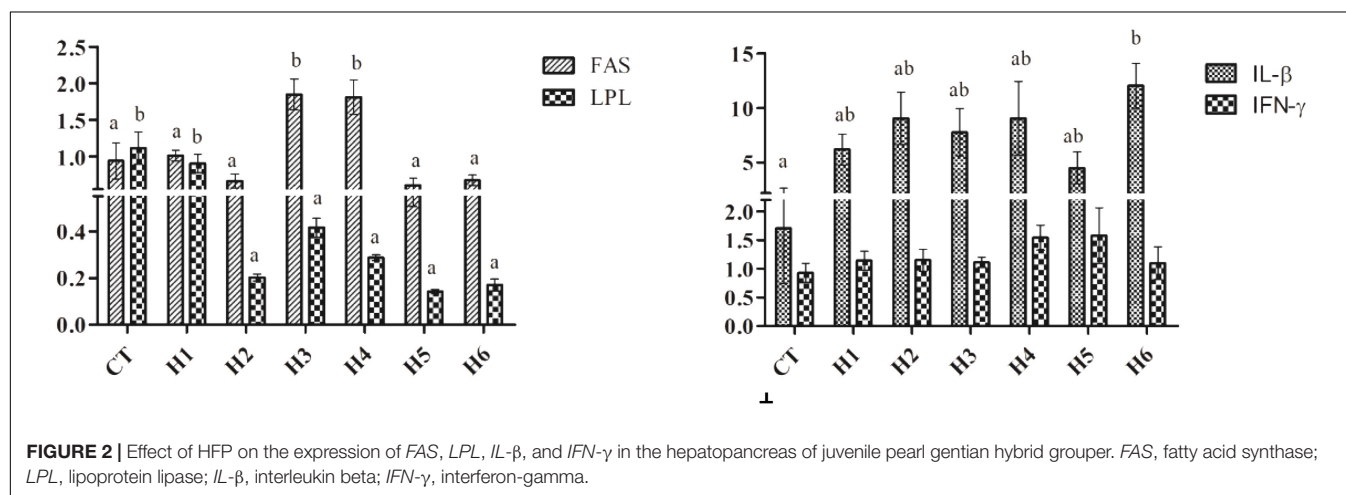 2.5
2.0
1.5
1.0
0.4
0.2
0.0
a b a b a b a b a a a a a
FAS
LPL
CT H1 H2 H3 H4 H5 H6
15
10
5
2.0
1.5
1.0
0.5
0.0
a ab ab ab ab ab b
IL-β
IFN-γ
CT H1 H2 H3 H4 H5 H6
FIGURE 2 | Effect of HFP on the expression of FAS, LPL, IL-β, and IFN-γ in the hepatopancreas of juvenile pearl gentian hybrid grouper. FAS, fatty acid synthase;
LPL, lipoprotein lipase; IL-β, interleukin beta; IFN-γ, interferon-gamma.